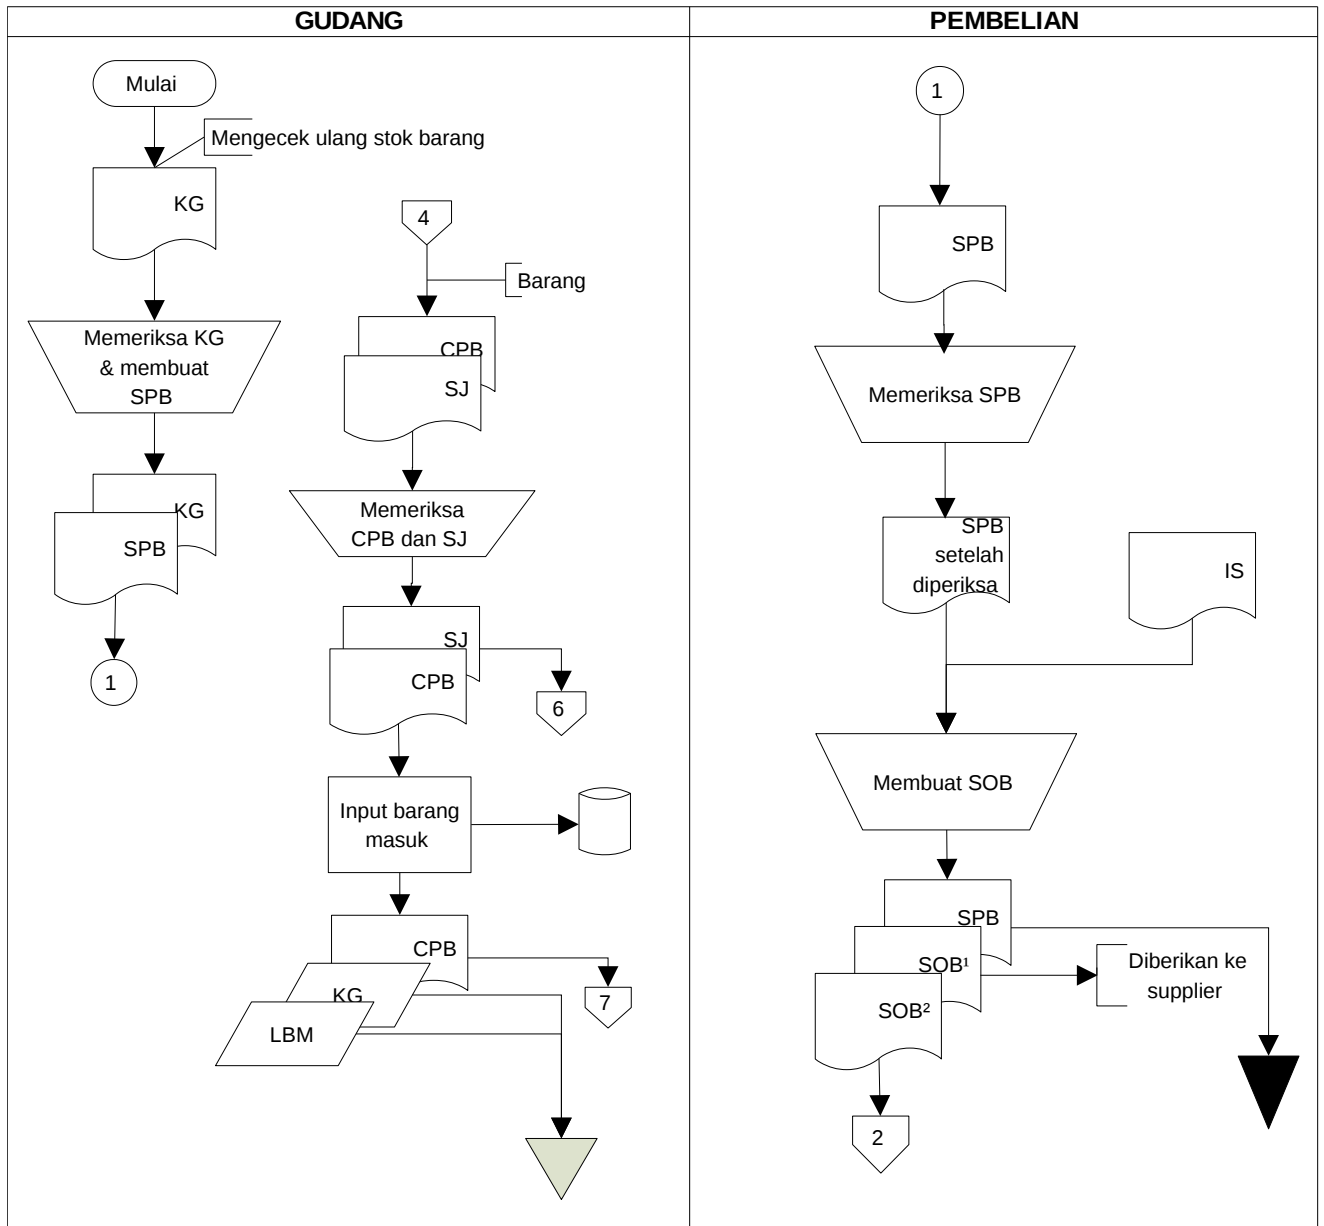 GUDANG
PEMBELIAN
Mulai
Mengecek ulang stok barang
KG
Memeriksa KG
& membuat
SPB
KG
SPB
1
4
Barang
CPB
SJ
Memeriksa
CPB dan SJ
SJ
CPB
6
Input barang
masuk
CPB
KG
LBM
7
1
SPB
Memeriksa SPB
SPB
setelah
diperiksa
IS
Membuat SOB
SPB
SOB¹
SOB²
Diberikan ke
supplier
2